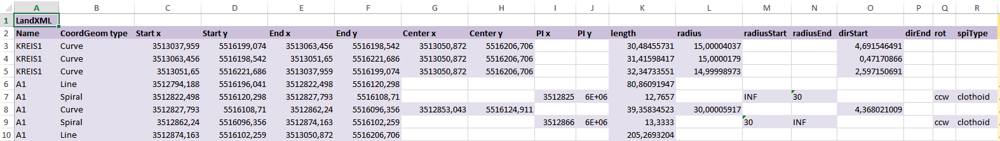 A B C D E F G H I J K L M N O P Q R
1 LandXML
2 Name CoordGeom type Start x Start y End x End y Center x Center y PI x PI y length radius radiusStart radiusEnd dirStart dirEnd rot spiType
3 KREIS1 Curve 3513037,959 5516199,074 3513063,456 5516198,542 3513050,872 5516206,706 30,48455731 15,00004037 4,691546491
4 KREIS1 Curve 3513063,456 5516198,542 3513051,65 5516221,686 3513050,872 5516206,706 31,41598417 15,0000179 0,47170866
5 KREIS1 Curve 3513051,65 5516221,686 3513037,959 5516199,074 3513050,872 5516206,706 32,34733551 14,99998973 2,597150691
6 A1 Line 3512794,188 5516196,041 3512822,498 5516120,298 80,86091947
7 A1 Spiral 3512822,498 5516120,298 3512827,793 5516108,71 3512825 6E+06 12,7657 INF 30 ccw clothoid
8 A1 Curve 3512827,793 5516108,71 3512862,24 5516096,356 3512853,043 5516124,911 39,35834523 30,00005917 4,368021009
9 A1 Spiral 3512862,24 5516096,356 3512874,163 5516102,259 3512866 6E+06 13,3333 30 INF ccw clothoid
10 A1 Line 3512874,163 5516102,259 3513050,872 5516206,706 205,2693204